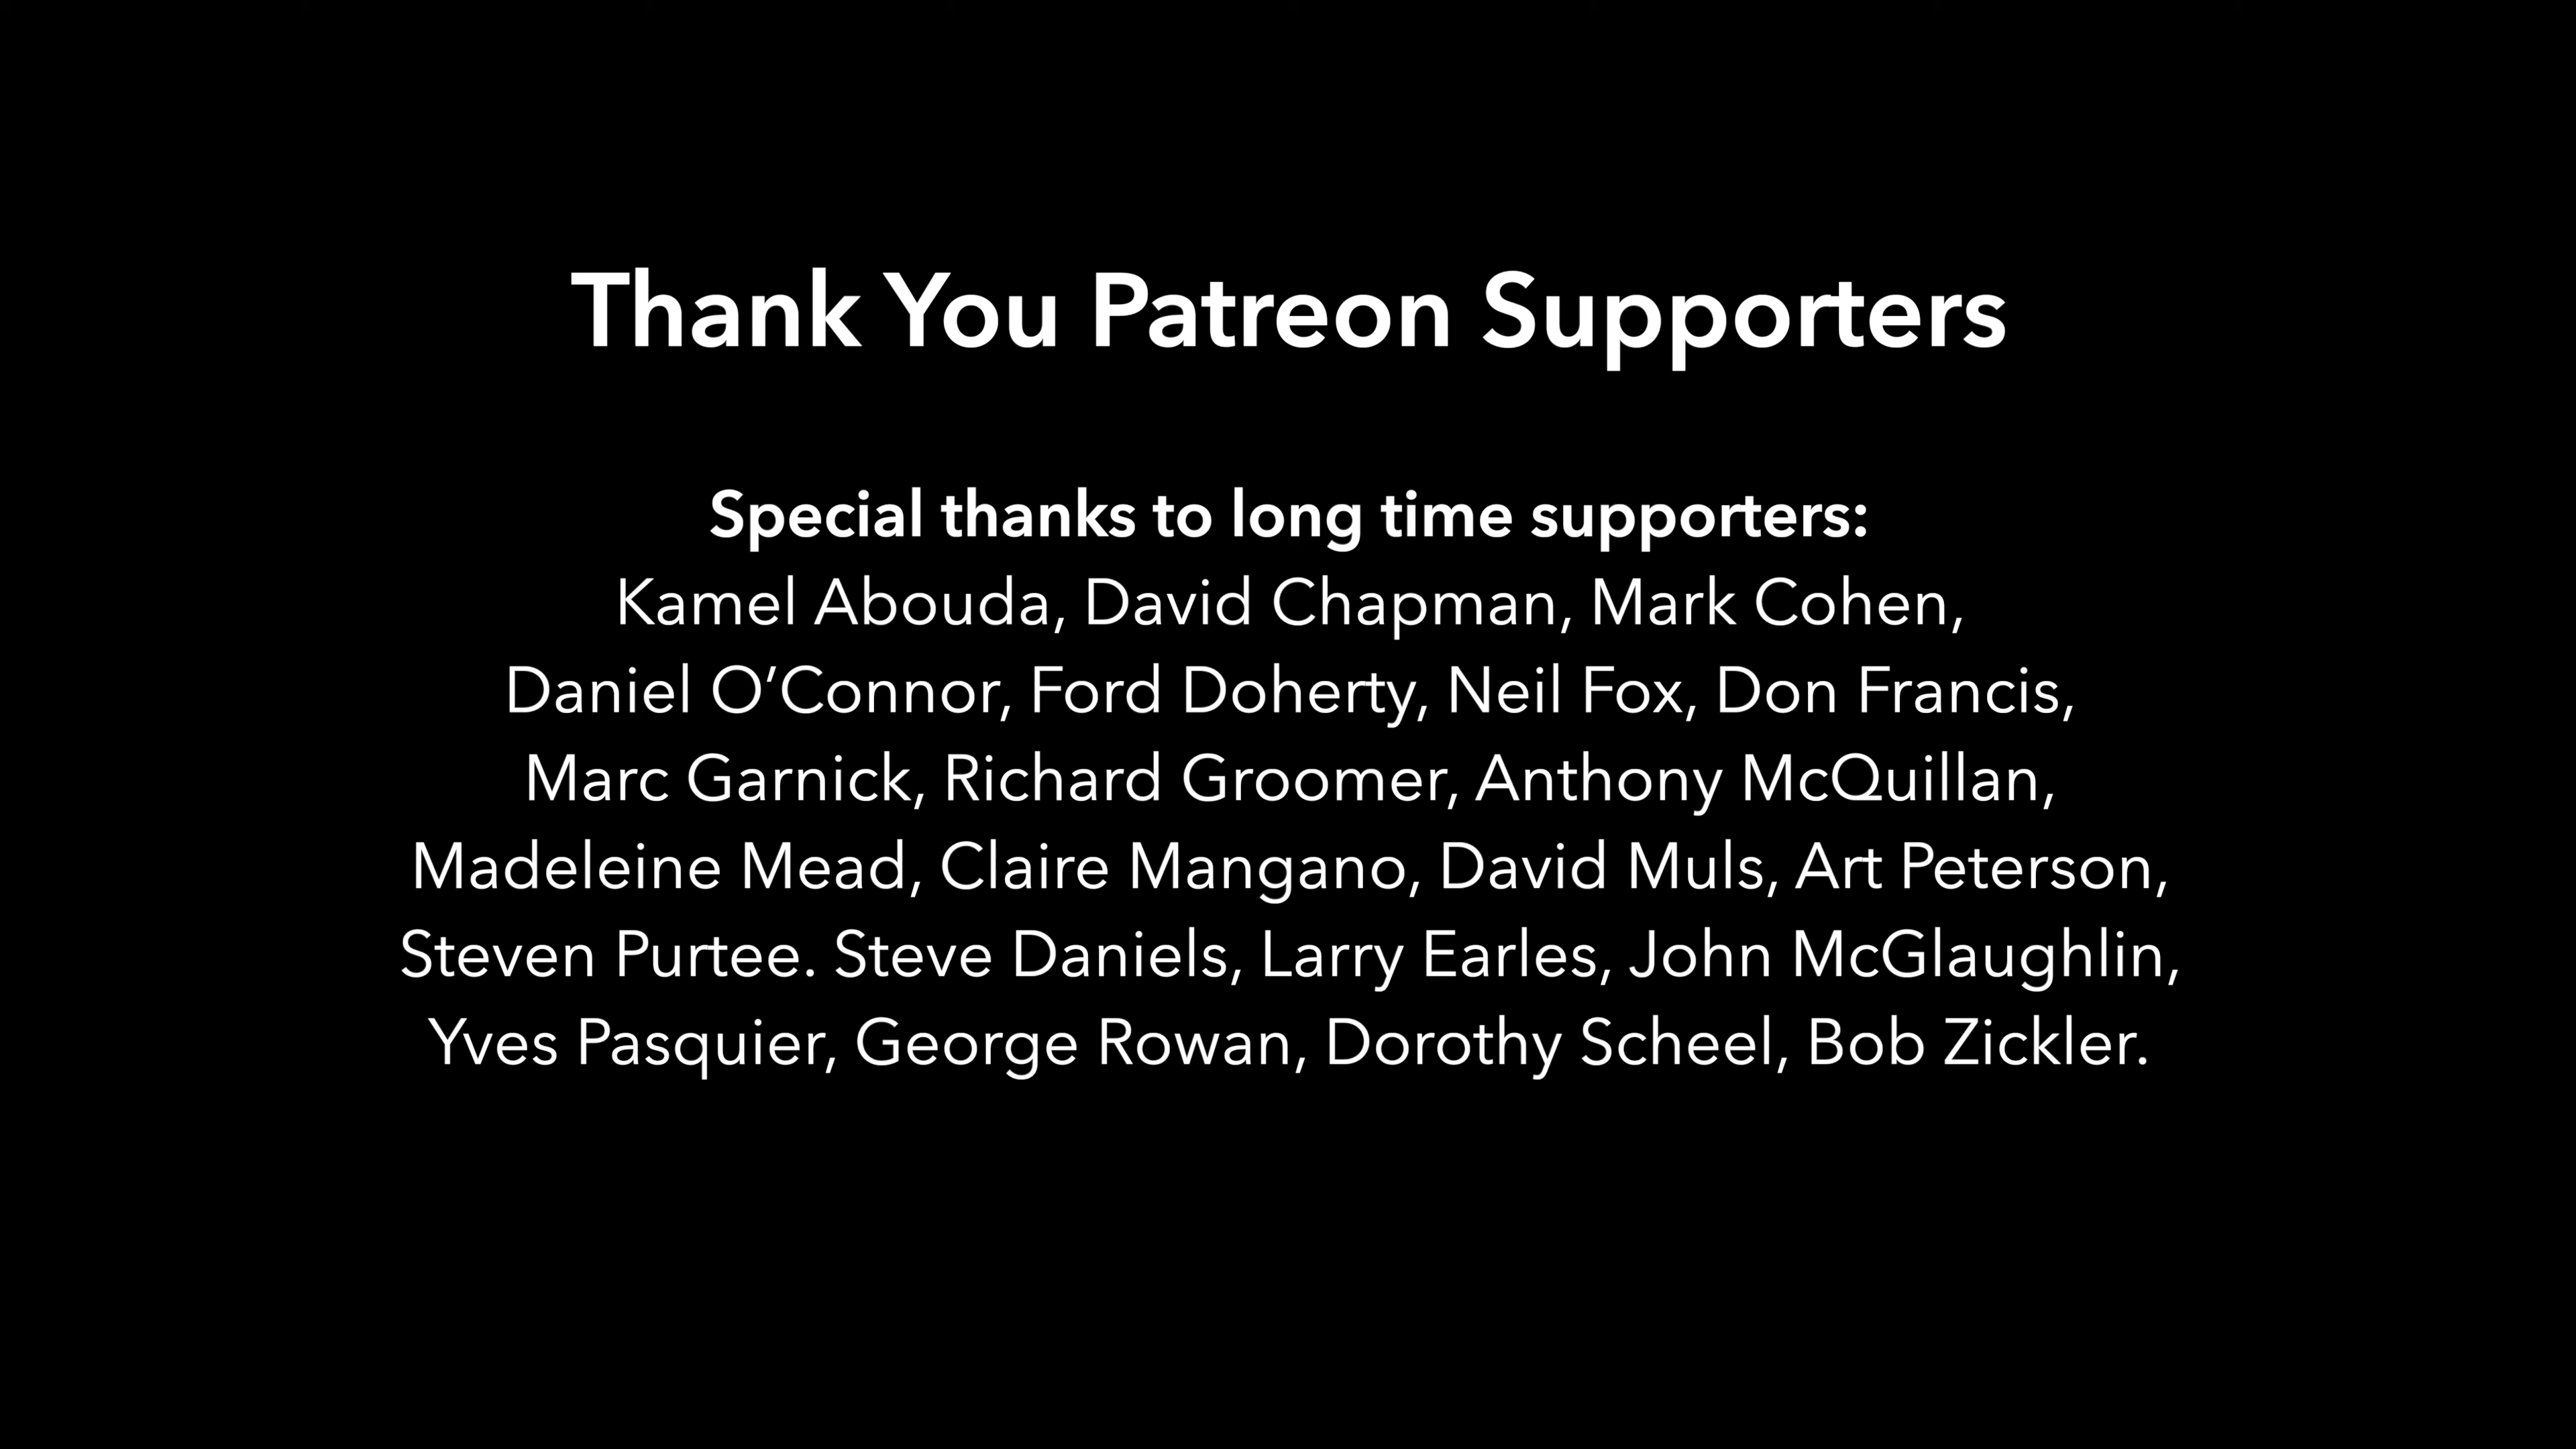 Thank You Patreon Supporters
Special thanks to long time supporters:
Kamel Abouda, David Chapman, Mark Cohen,
Daniel O’Connor, Ford Doherty, Neil Fox, Don Francis,
Marc Garnick, Richard Groomer, Anthony McQuillan,
Madeleine Mead, Claire Mangano, David Muls, Art Peterson,
Steven Purtee. Steve Daniels, Larry Earles, John McGlaughlin,
Yves Pasquier, George Rowan, Dorothy Scheel, Bob Zickler.